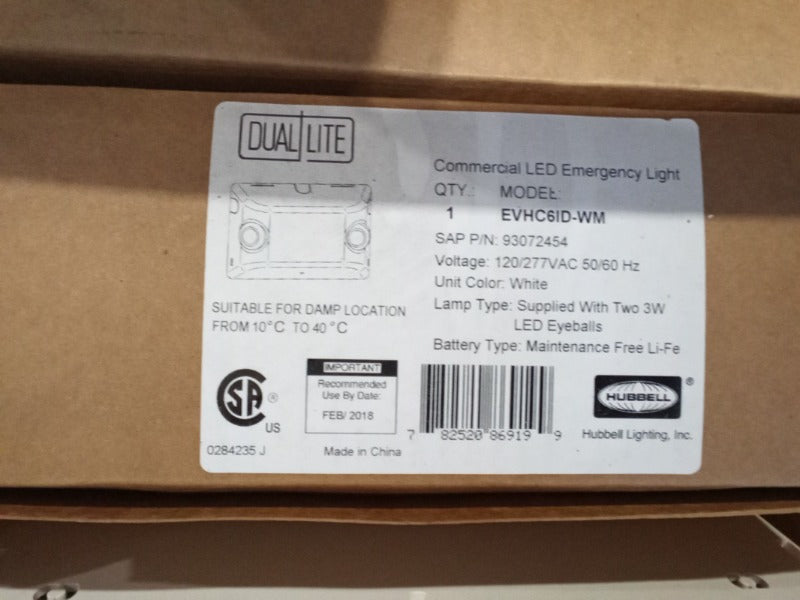 DUAL LITE
Commercial LED Emergency Light
QTY.: MODEL:
1 EVHC6ID-WM
SAP P/N: 93072454
Voltage: 120/277VAC 50/60 Hz
Unit Color: White
Lamp Type: Supplied With Two 3W
LED Eyeballs
Battery Type: Maintenance Free Li-Fe
SUITABLE FOR DAMP LOCATION
FROM 10°C TO 40°C
SA ®
US
IMPORTANT
Recommended
Use By Date:
FEB/ 2018
7 82520 86919 9
HUBBELL ®
Hubbell Lighting, Inc.
0284235 J
Made in China